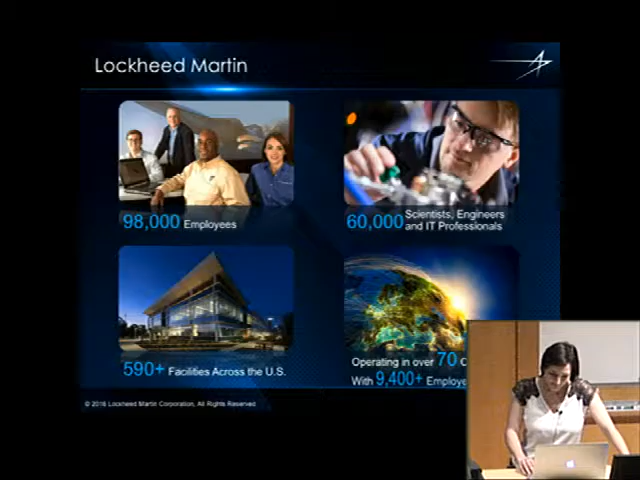 Lockheed Martin
98,000 Employees
60,000 Scientists, Engineers
and IT Professionals
590+ Facilities Across the U.S.
Operating in over 70
With 9,400+
© 2016 Lockheed Martin Corporation, All Rights Reserved